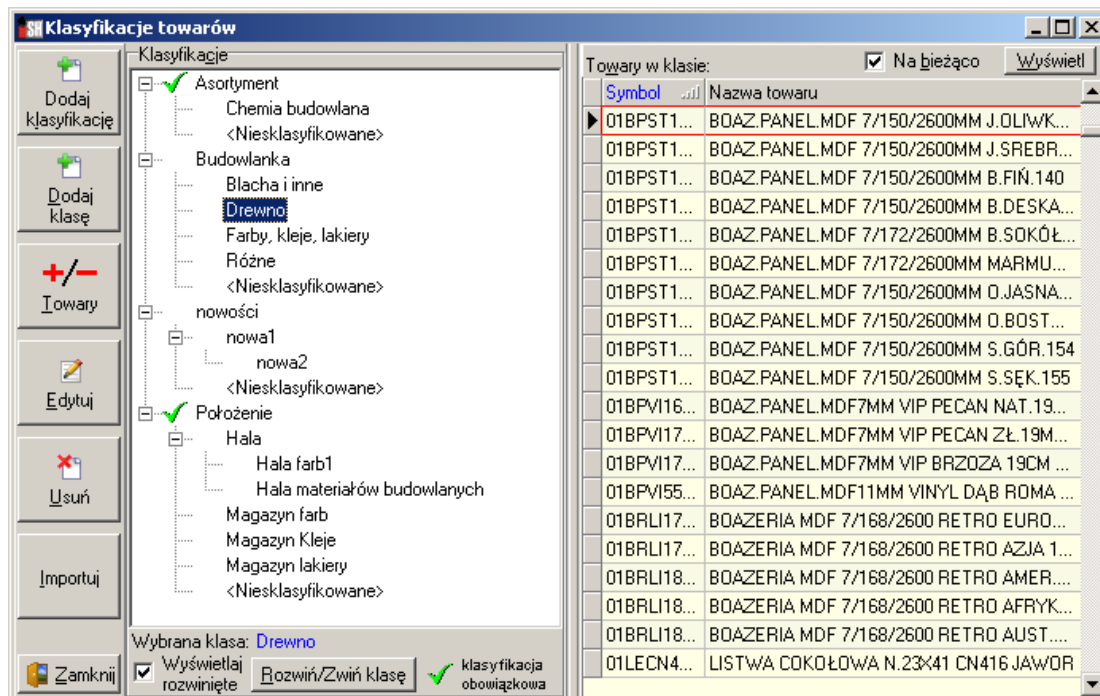 SH Klasyfikacje towarów
Dodaj
klasyfikację
Dodaj
klasę
+/−
Towary
Edytuj
Usuń
Importuj
Zamknij
Klasyfikacje
Asortyment
Chemia budowlana
<Niesklasyfikowane>
Budowlanka
Blacha i inne
Drewno
Farby, kleje, lakiery
Różne
<Niesklasyfikowane>
nowości
nowa1
nowa2
<Niesklasyfikowane>
Położenie
Hala
Hala farb1
Hala materiałów budowlanych
Magazyn farb
Magazyn Kleje
Magazyn lakiery
<Niesklasyfikowane>
Wybrana klasa: Drewno
Wyświetlaj
rozwinięte
Rozwiń/Zwiń klasę
klasyfikacja
obowiązkowa
Towary w klasie:
Na bieżąco
Wyświetl
Symbol Nazwa towaru
01BPST1... BOAZ.PANEL.MDF 7/150/2600MM J.OLIWK...
01BPST1... BOAZ.PANEL.MDF 7/150/2600MM J.SREBR...
01BPST1... BOAZ.PANEL.MDF 7/150/2600MM B.FIŃ.140
01BPST1... BOAZ.PANEL.MDF 7/150/2600MM B.DESKA...
01BPST1... BOAZ.PANEL.MDF 7/172/2600MM B.SOKÓŁ...
01BPST1... BOAZ.PANEL.MDF 7/172/2600MM MARMU...
01BPST1... BOAZ.PANEL.MDF 7/150/2600MM O.JASNA...
01BPST1... BOAZ.PANEL.MDF 7/150/2600MM O.BOST...
01BPST1... BOAZ.PANEL.MDF 7/150/2600MM S.GÓR.154
01BPST1... BOAZ.PANEL.MDF 7/150/2600MM S.SĘK.155
01BPVI16... BOAZ.PANEL.MDF7MM VIP PECAN NAT.19...
01BPVI17... BOAZ.PANEL.MDF7MM VIP PECAN ZŁ.19M...
01BPVI17... BOAZ.PANEL.MDF7MM VIP BRZOZA 19CM ...
01BPVI55... BOAZ.PANEL.MDF11MM VINYL DĄB ROMA ...
01BRLI17... BOAZERIA MDF 7/168/2600 RETRO EURO...
01BRLI17... BOAZERIA MDF 7/168/2600 RETRO AZJA 1...
01BRLI18... BOAZERIA MDF 7/168/2600 RETRO AMER....
01BRLI18... BOAZERIA MDF 7/168/2600 RETRO AFRYK...
01BRLI18... BOAZERIA MDF 7/168/2600 RETRO AUST....
01LECN4... LISTWA COKOŁOWA N.23X41 CN416 JAWOR